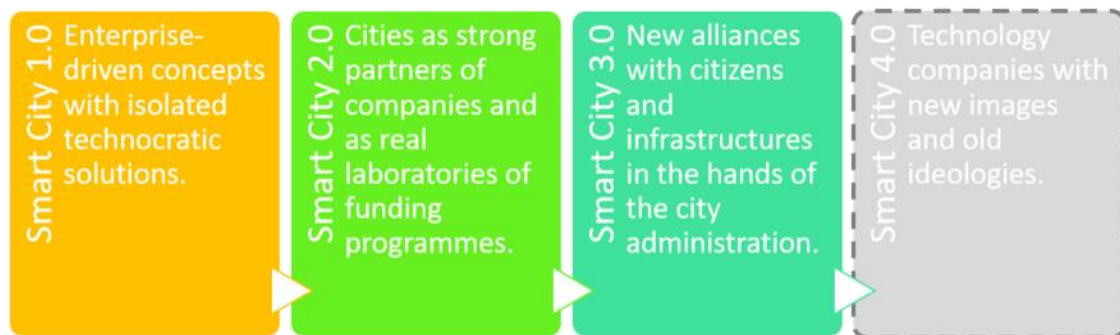 Smart City 1.0
Enterprise-
driven concepts
with isolated
technocratic
solutions.
Smart City 2.0
Cities as strong
partners of
companies and
as real
laboratories of
funding
programmes.
Smart City 3.0
New alliances
with citizens
and
infrastructures
in the hands of
the city
administration.
Smart City 4.0
Technology
companies with
new images
and old
ideologies.